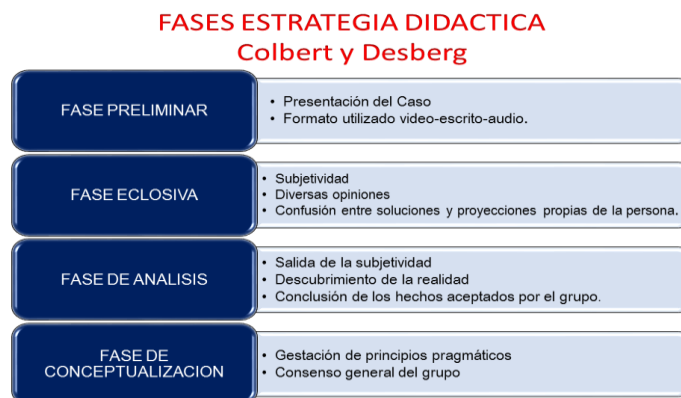 FASES ESTRATEGIA DIDACTICA
Colbert y Desberg
FASE PRELIMINAR
• Presentación del Caso
• Formato utilizado video-escrito-audio.
FASE ECLOSIVA
• Subjetividad
• Diversas opiniones
• Confusión entre soluciones y proyecciones propias de la persona.
FASE DE ANALISIS
• Salida de la subjetividad
• Descubrimiento de la realidad
• Conclusión de los hechos aceptados por el grupo.
FASE DE
CONCEPTUALIZACION
• Gestación de principios pragmáticos
• Consenso general del grupo